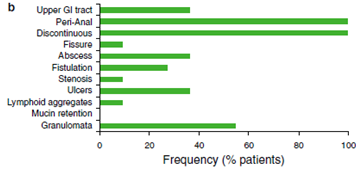 b
Upper GI tract
Peri-Anal
Discontinuous
Fissure
Abscess
Fistulation
Stenosis
Ulcers
Lymphoid aggregates
Mucin retention
Granulomata
0 20 40 60 80 100
Frequency (% patients)